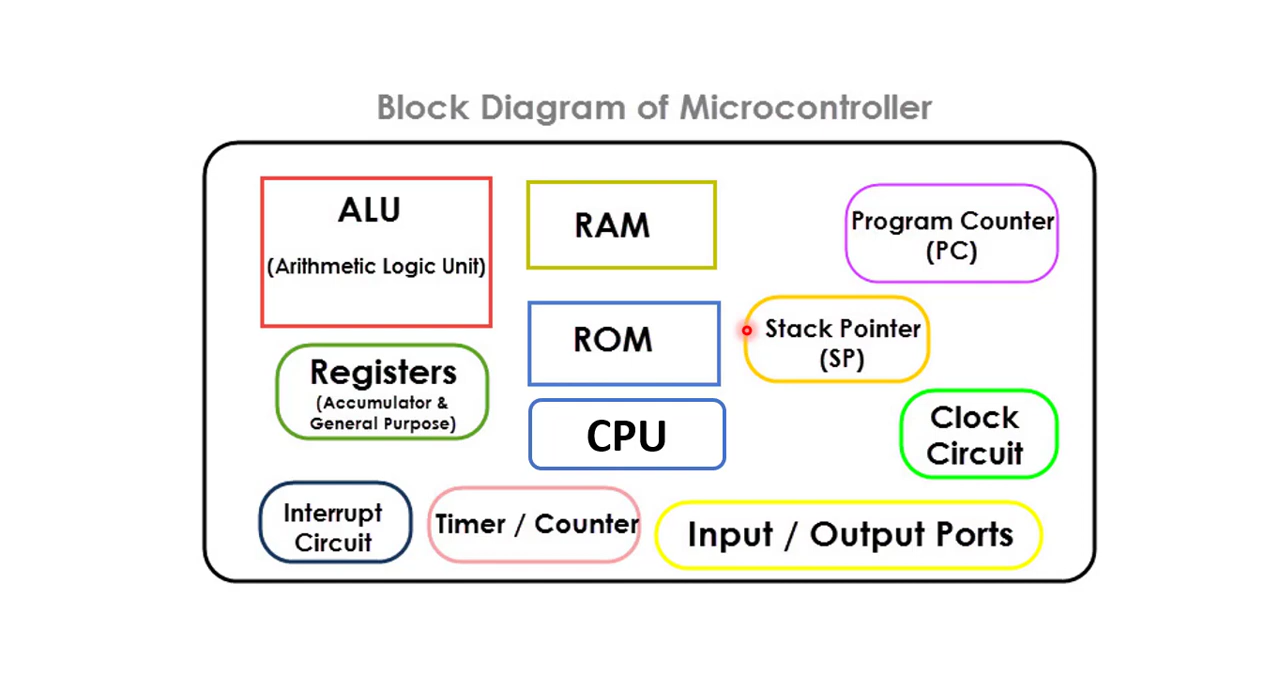 Block Diagram of Microcontroller
ALU
(Arithmetic Logic Unit)
RAM
Program Counter
(PC)
ROM
Stack Pointer
(SP)
Registers
(Accumulator &
General Purpose)
CPU
Clock
Circuit
Interrupt
Circuit
Timer / Counter
Input / Output Ports